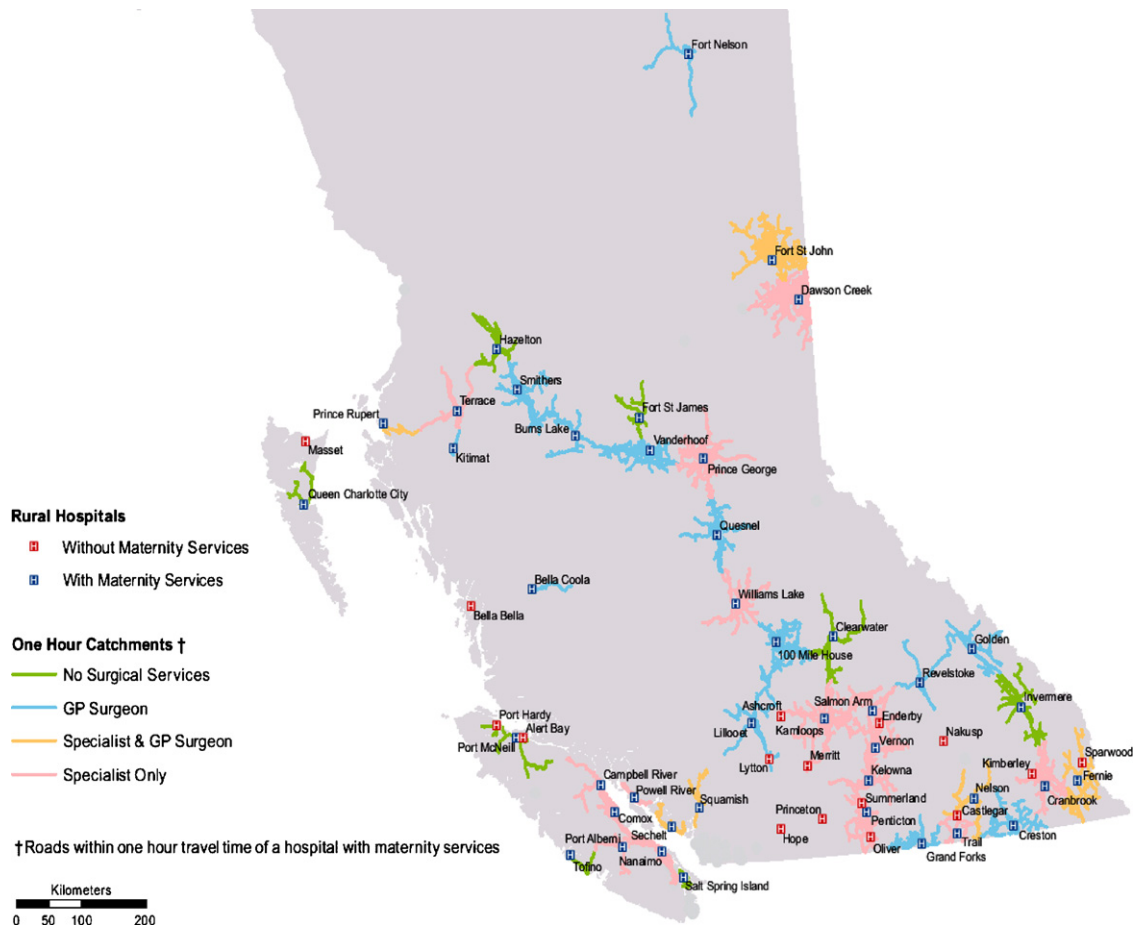 Fort Nelson
Fort St John
Dawson Creek
Hazelton
Smithers
Terrace
Fort St James
Prince Rupert
Burns Lake
Vanderhoof
Masset
Kitimat
Prince George
Queen Charlotte City
Quesnel
Bella Coola
Williams Lake
Bella Bella
Clearwater
Golden
100 Mile House
Revelstoke
Invermere
Ashcroft
Salmon Arm
Port Hardy
Alert Bay
Enderby
Kamloops
Lillooet
Nakusp
Port McNeill
Vernon
Sparwood
Lytton
Merritt
Kimberley
Fernie
Campbell River
Kelowna
Powell River
Nelson
Cranbrook
Squamish
Princeton
Summerland
Castlegar
Comox
Penticton
Port Alberni
Sechelt
Hope
Creston
Trail
Oliver
Nanaimo
Grand Forks
Tofino
Salt Spring Island
Rural Hospitals
H Without Maternity Services
H With Maternity Services
One Hour Catchments †
No Surgical Services
GP Surgeon
Specialist & GP Surgeon
Specialist Only
†Roads within one hour travel time of a hospital with maternity services
Kilometers
0 50 100 200